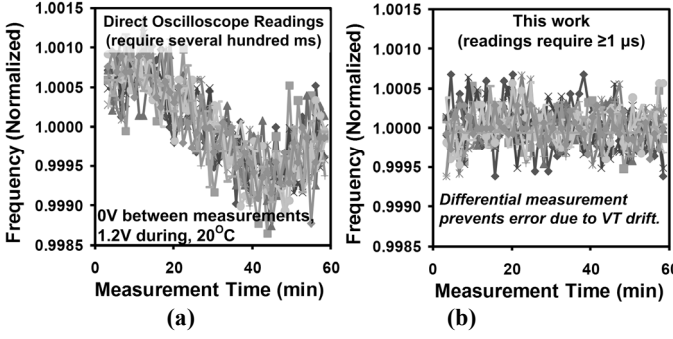 Direct Oscilloscope Readings
(require several hundred ms)
Frequency (Normalized)
1.0015
1.0010
1.0005
1.0000
0.9995
0.9990
0.9985
0V between measurements,
1.2V during, 20°C
0 20 40 60
Measurement Time (min)
(a)
This work
(readings require ≥1 µs)
Frequency (Normalized)
1.0015
1.0010
1.0005
1.0000
0.9995
0.9990
0.9985
Differential measurement
prevents error due to VT drift.
0 20 40 60
Measurement Time (min)
(b)